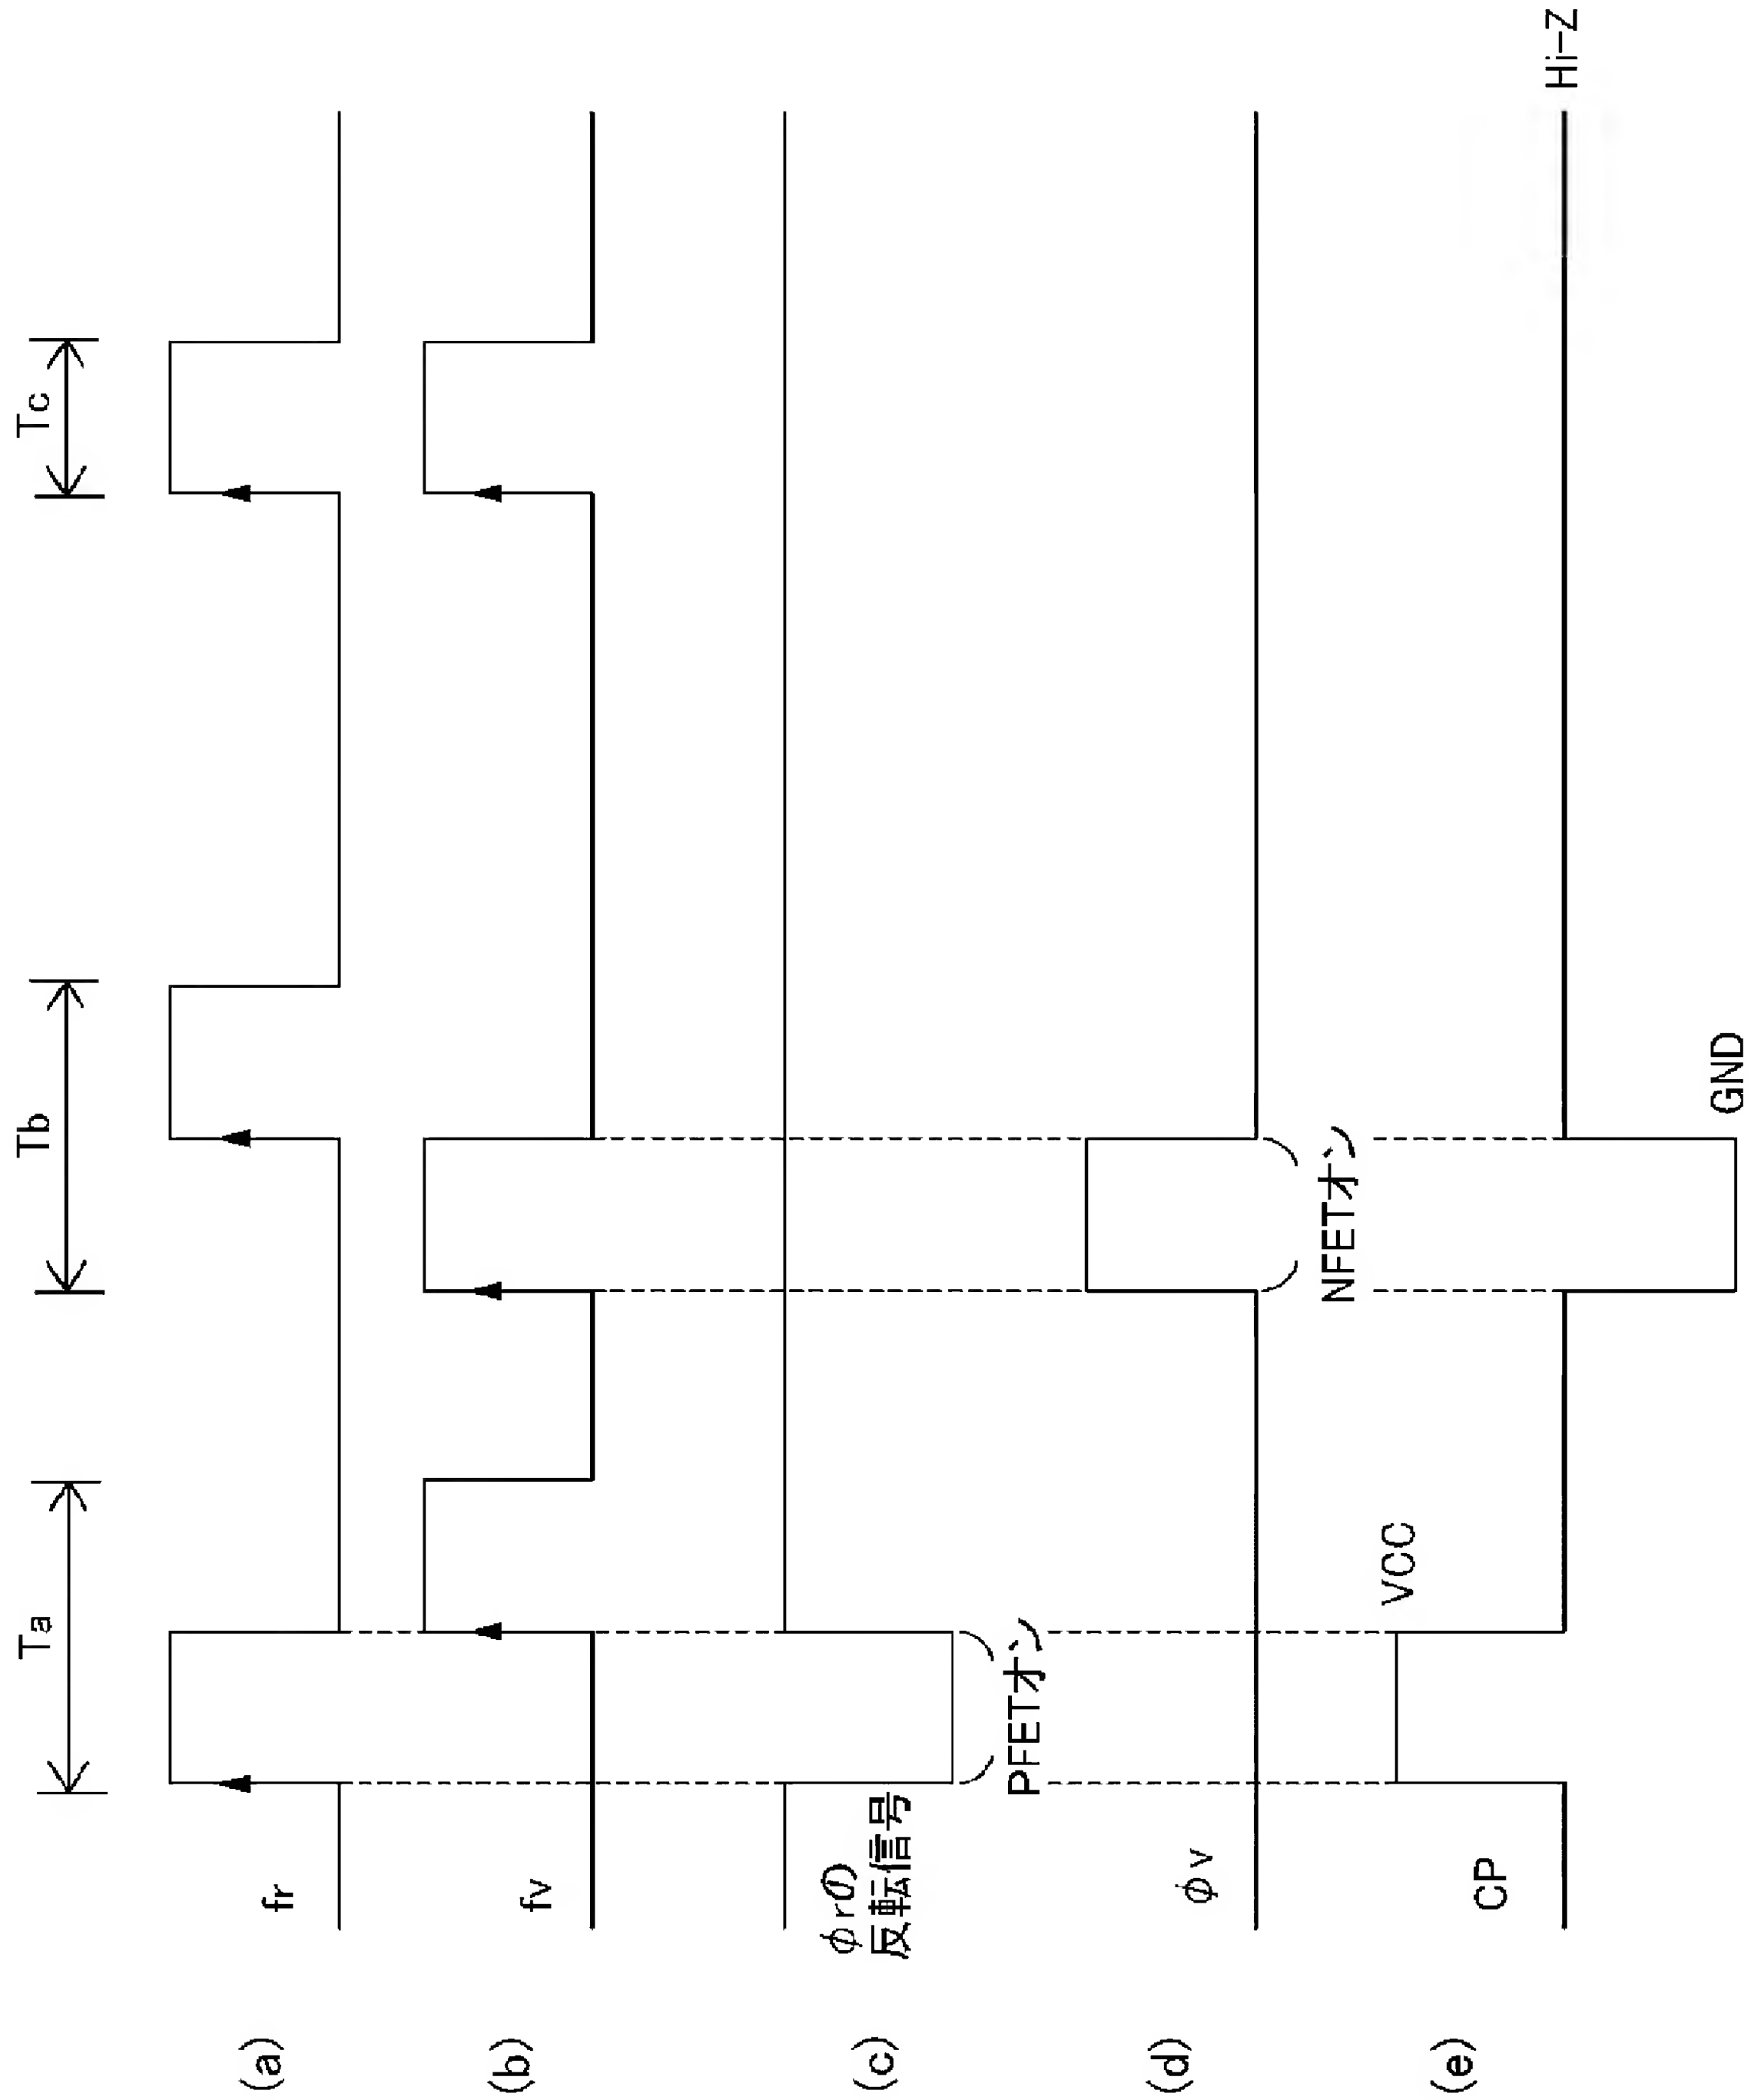 Ta
Tb
Tc
(a)
fr
(b)
fv
(c)
φrの
反転信号
PFETオン
(d)
φv
NFETオン
(e)
CP
VCC
GND
Hi-Z